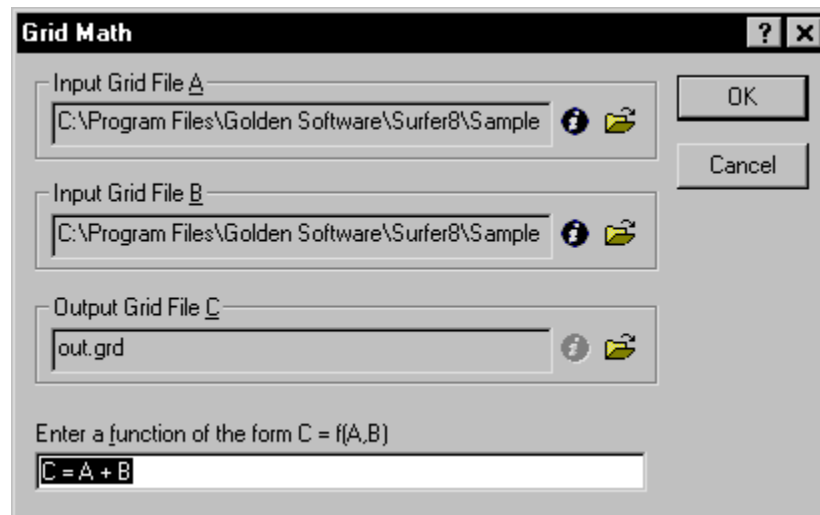 Grid Math
Input Grid File A
C:\Program Files\Golden Software\Surfer8\Sample
OK
Cancel
Input Grid File B
C:\Program Files\Golden Software\Surfer8\Sample
Output Grid File C
out.grd
Enter a function of the form C = f(A,B)
C = A + B